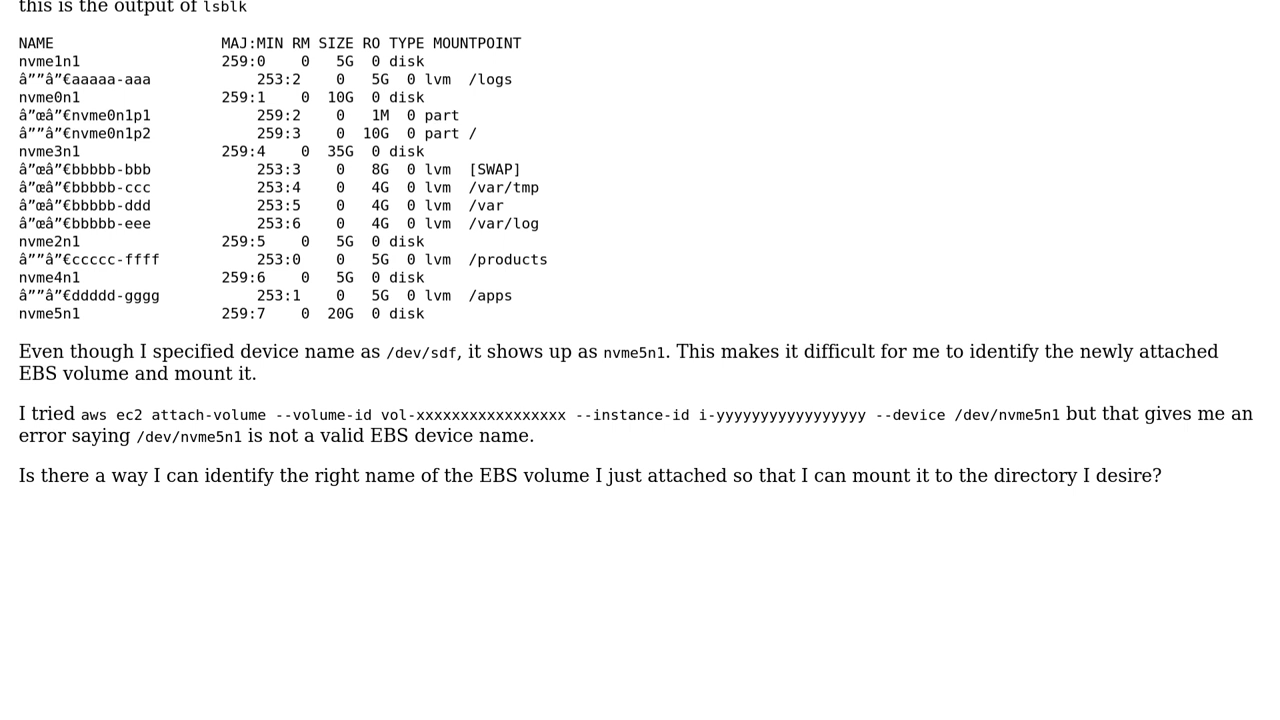 this is the output of lsblk
NAME                   MAJ:MIN RM SIZE RO TYPE MOUNTPOINT
nvme1n1                259:0    0   5G  0 disk
â””â”€aaaaa-aaa            253:2    0   5G  0 lvm  /logs
nvme0n1                259:1    0  10G  0 disk
â”œâ”€nvme0n1p1            259:2    0   1M  0 part
â””â”€nvme0n1p2            259:3    0  10G  0 part /
nvme3n1                259:4    0  35G  0 disk
â”œâ”€bbbbb-bbb            253:3    0   8G  0 lvm  [SWAP]
â”œâ”€bbbbb-ccc            253:4    0   4G  0 lvm  /var/tmp
â”œâ”€bbbbb-ddd            253:5    0   4G  0 lvm  /var
â”œâ”€bbbbb-eee            253:6    0   4G  0 lvm  /var/log
nvme2n1                259:5    0   5G  0 disk
â””â”€ccccc-ffff           253:0    0   5G  0 lvm  /products
nvme4n1                259:6    0   5G  0 disk
â””â”€ddddd-gggg           253:1    0   5G  0 lvm  /apps
nvme5n1                259:7    0  20G  0 disk
Even though I specified device name as /dev/sdf, it shows up as nvme5n1. This makes it difficult for me to identify the newly attached
EBS volume and mount it.
I tried aws ec2 attach-volume --volume-id vol-xxxxxxxxxxxxxxxxx --instance-id i-yyyyyyyyyyyyyyyyy --device /dev/nvme5n1 but that gives me an
error saying /dev/nvme5n1 is not a valid EBS device name.
Is there a way I can identify the right name of the EBS volume I just attached so that I can mount it to the directory I desire?